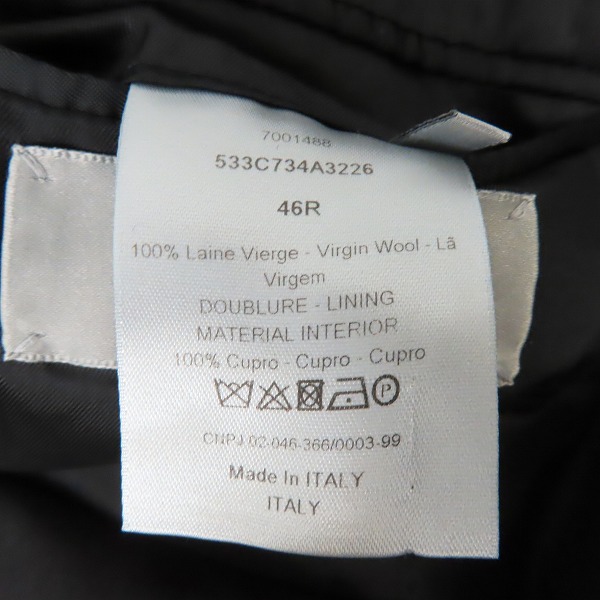 7001488
533C734A3226
46R
100% Laine Vierge - Virgin Wool - Lã
Virgem
DOUBLURE - LINING
MATERIAL INTERIOR
100% Cupro - Cupro - Cupro
P
CNPJ 02-046-366/0003-99
Made In ITALY
ITALY